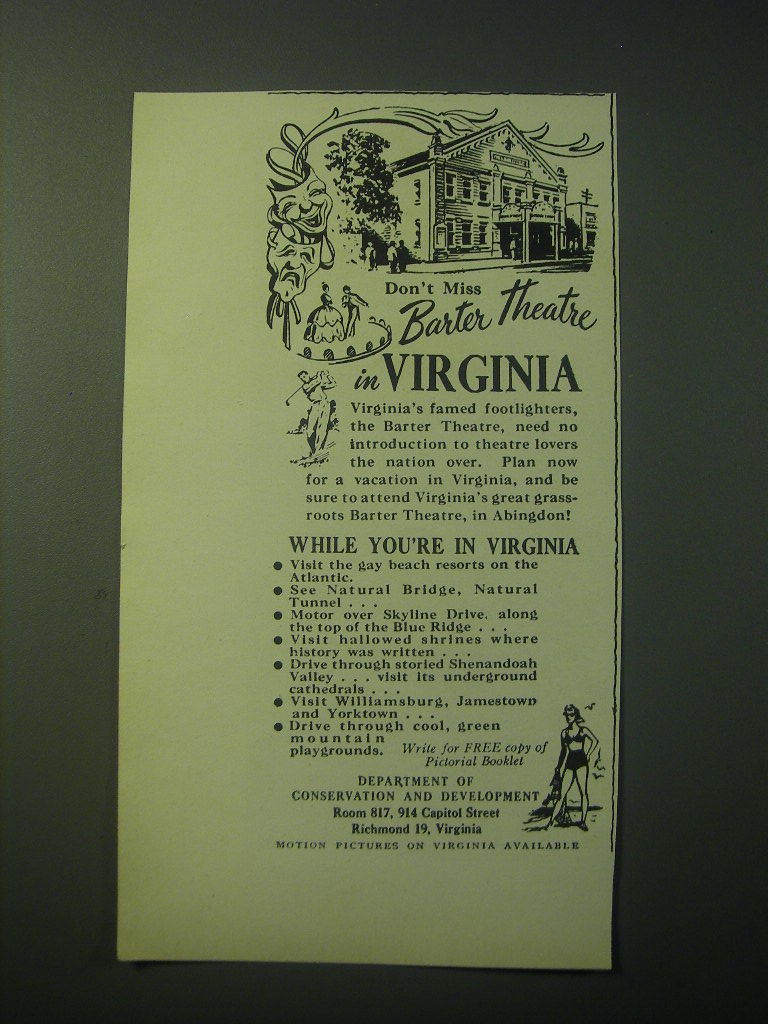 Don't Miss
Barter Theatre
in VIRGINIA
Virginia's famed footlighters,
the Barter Theatre, need no
introduction to theatre lovers
the nation over. Plan now
for a vacation in Virginia, and be
sure to attend Virginia's great grass-
roots Barter Theatre, in Abingdon!
WHILE YOU'RE IN VIRGINIA
● Visit the gay beach resorts on the
Atlantic.
● See Natural Bridge, Natural
Tunnel . . .
● Motor over Skyline Drive, along
the top of the Blue Ridge . . .
● Visit hallowed shrines where
history was written . . .
● Drive through storied Shenandoah
Valley . . . visit its underground
cathedrals . . .
● Visit Williamsburg, Jamestown
and Yorktown . . .
● Drive through cool, green
mountain
playgrounds.
Write for FREE copy of
Pictorial Booklet
DEPARTMENT OF
CONSERVATION AND DEVELOPMENT
Room 817, 914 Capitol Street
Richmond 19, Virginia
MOTION PICTURES ON VIRGINIA AVAILABLE